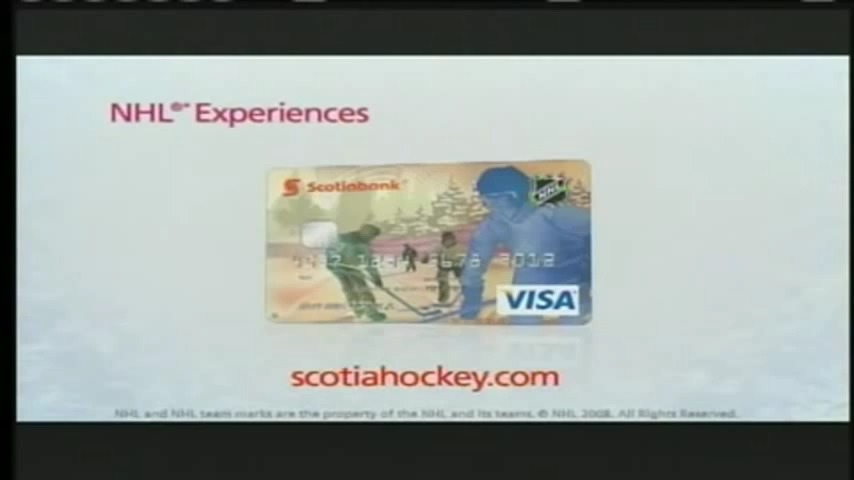 NHL®* Experiences
Scotiabank
NHL
VISA
scotiahockey.com
NHL and NHL team marks are the property of the NHL and its teams. © NHL 2008. All Rights Reserved.